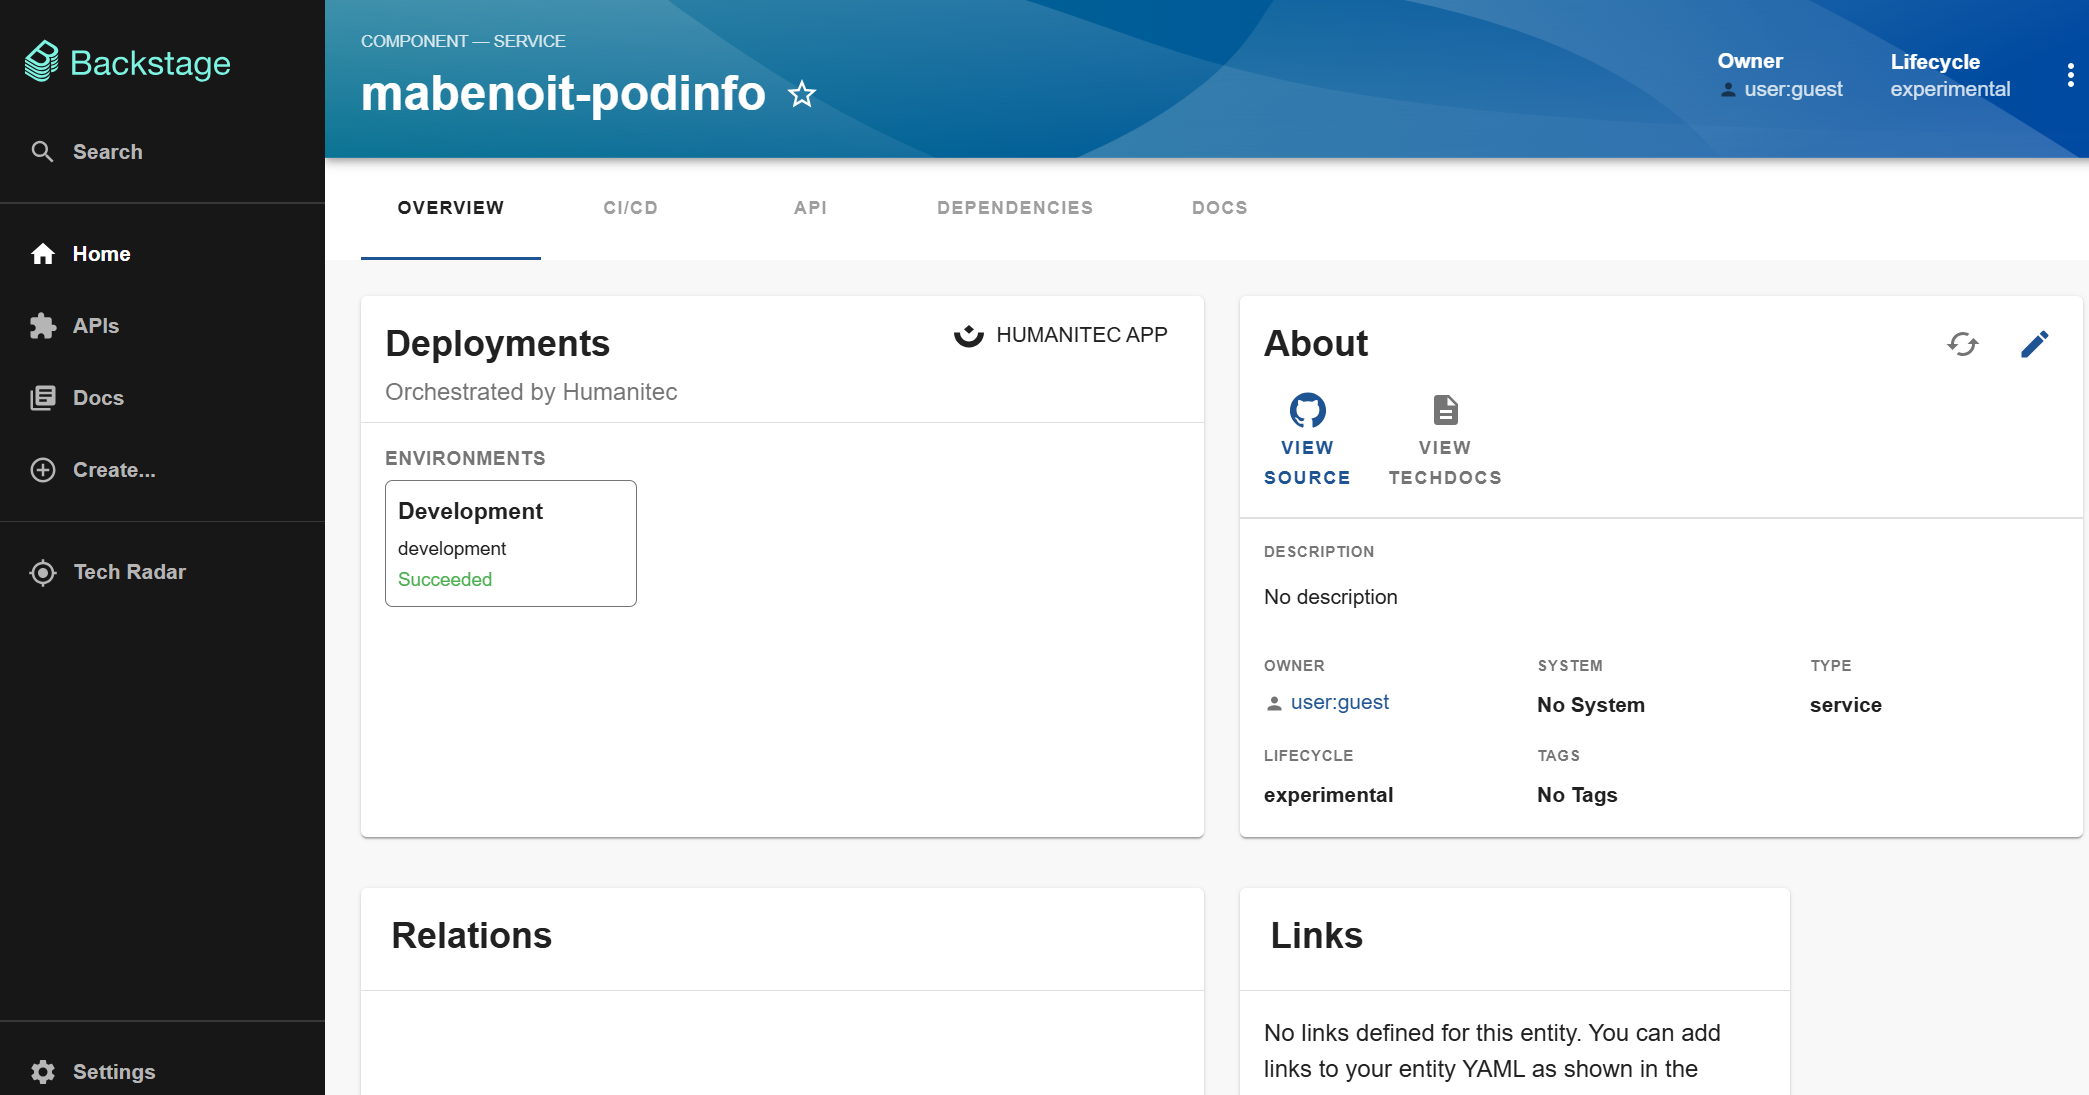 Backstage
Search
Home
APIs
Docs
Create...
Tech Radar
Settings
COMPONENT — SERVICE
mabenoit-podinfo
Owner
user:guest
Lifecycle
experimental
OVERVIEW
CI/CD
API
DEPENDENCIES
DOCS
Deployments
Orchestrated by Humanitec
HUMANITEC APP
ENVIRONMENTS
Development
development
Succeeded
About
VIEW
SOURCE
VIEW
TECHDOCS
DESCRIPTION
No description
OWNER
user:guest
SYSTEM
No System
TYPE
service
LIFECYCLE
experimental
TAGS
No Tags
Relations
Links
No links defined for this entity. You can add
links to your entity YAML as shown in the